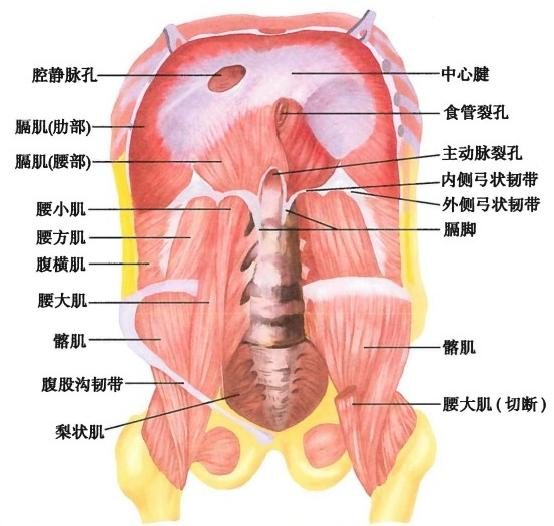 腔静脉孔
膈肌(肋部)
膈肌(腰部)
腰小肌
腰方肌
腹横肌
腰大肌
髂肌
腹股沟韧带
梨状肌
中心腱
食管裂孔
主动脉裂孔
内侧弓状韧带
外侧弓状韧带
膈脚
髂肌
腰大肌(切断)